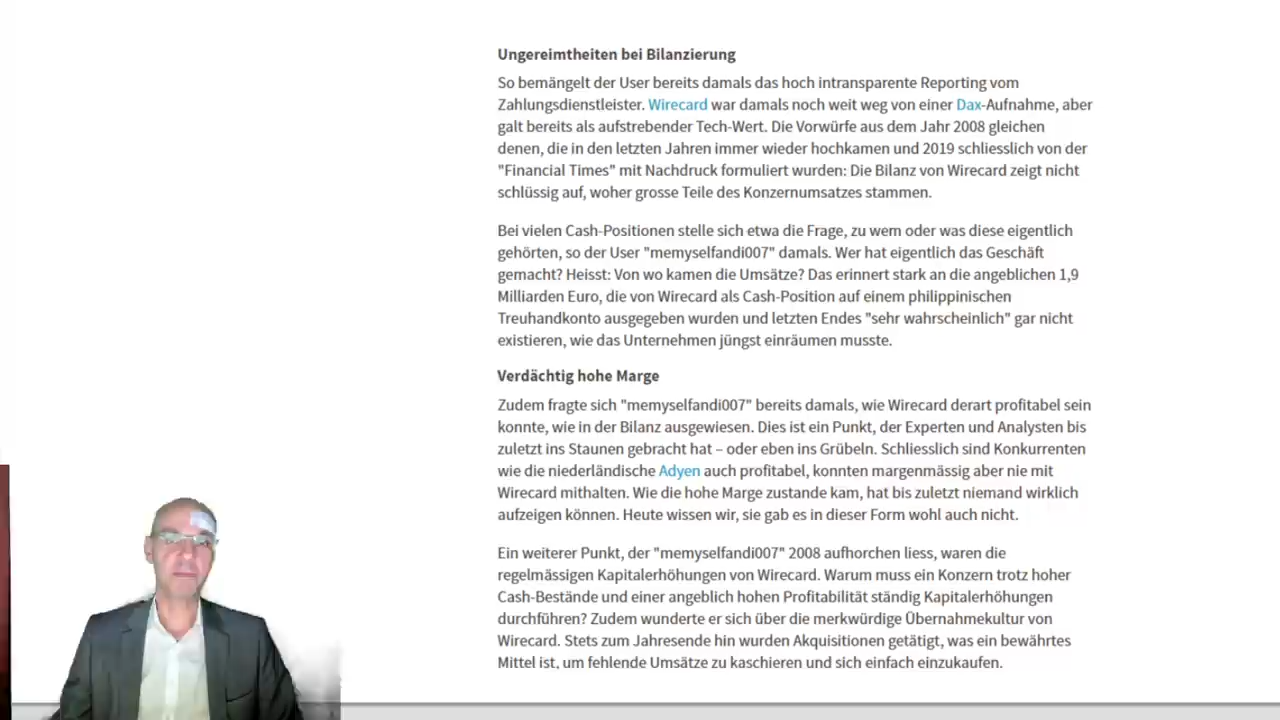 Ungereimtheiten bei Bilanzierung
So bemängelt der User bereits damals das hoch intransparente Reporting vom
Zahlungsdienstleister. Wirecard war damals noch weit weg von einer Dax-Aufnahme, aber
galt bereits als aufstrebender Tech-Wert. Die Vorwürfe aus dem Jahr 2008 gleichen
denen, die in den letzten Jahren immer wieder hochkamen und 2019 schliesslich von der
"Financial Times" mit Nachdruck formuliert wurden: Die Bilanz von Wirecard zeigt nicht
schlüssig auf, woher grosse Teile des Konzernumsatzes stammen.
Bei vielen Cash-Positionen stelle sich etwa die Frage, zu wem oder was diese eigentlich
gehörten, so der User "memyselfandi007" damals. Wer hat eigentlich das Geschäft
gemacht? Heisst: Von wo kamen die Umsätze? Das erinnert stark an die angeblichen 1,9
Milliarden Euro, die von Wirecard als Cash-Position auf einem philippinischen
Treuhandkonto ausgegeben wurden und letzten Endes "sehr wahrscheinlich" gar nicht
existieren, wie das Unternehmen jüngst einräumen musste.
Verdächtig hohe Marge
Zudem fragte sich "memyselfandi007" bereits damals, wie Wirecard derart profitabel sein
konnte, wie in der Bilanz ausgewiesen. Dies ist ein Punkt, der Experten und Analysten bis
zuletzt ins Staunen gebracht hat – oder eben ins Grübeln. Schliesslich sind Konkurrenten
wie die niederländische Adyen auch profitabel, konnten margenmässig aber nie mit
Wirecard mithalten. Wie die hohe Marge zustande kam, hat bis zuletzt niemand wirklich
aufzeigen können. Heute wissen wir, sie gab es in dieser Form wohl auch nicht.
Ein weiterer Punkt, der "memyselfandi007" 2008 aufhorchen liess, waren die
regelmässigen Kapitalerhöhungen von Wirecard. Warum muss ein Konzern trotz hoher
Cash-Bestände und einer angeblich hohen Profitabilität ständig Kapitalerhöhungen
durchführen? Zudem wunderte er sich über die merkwürdige Übernahmekultur von
Wirecard. Stets zum Jahresende hin wurden Akquisitionen getätigt, was ein bewährtes
Mittel ist, um fehlende Umsätze zu kaschieren und sich einfach einzukaufen.